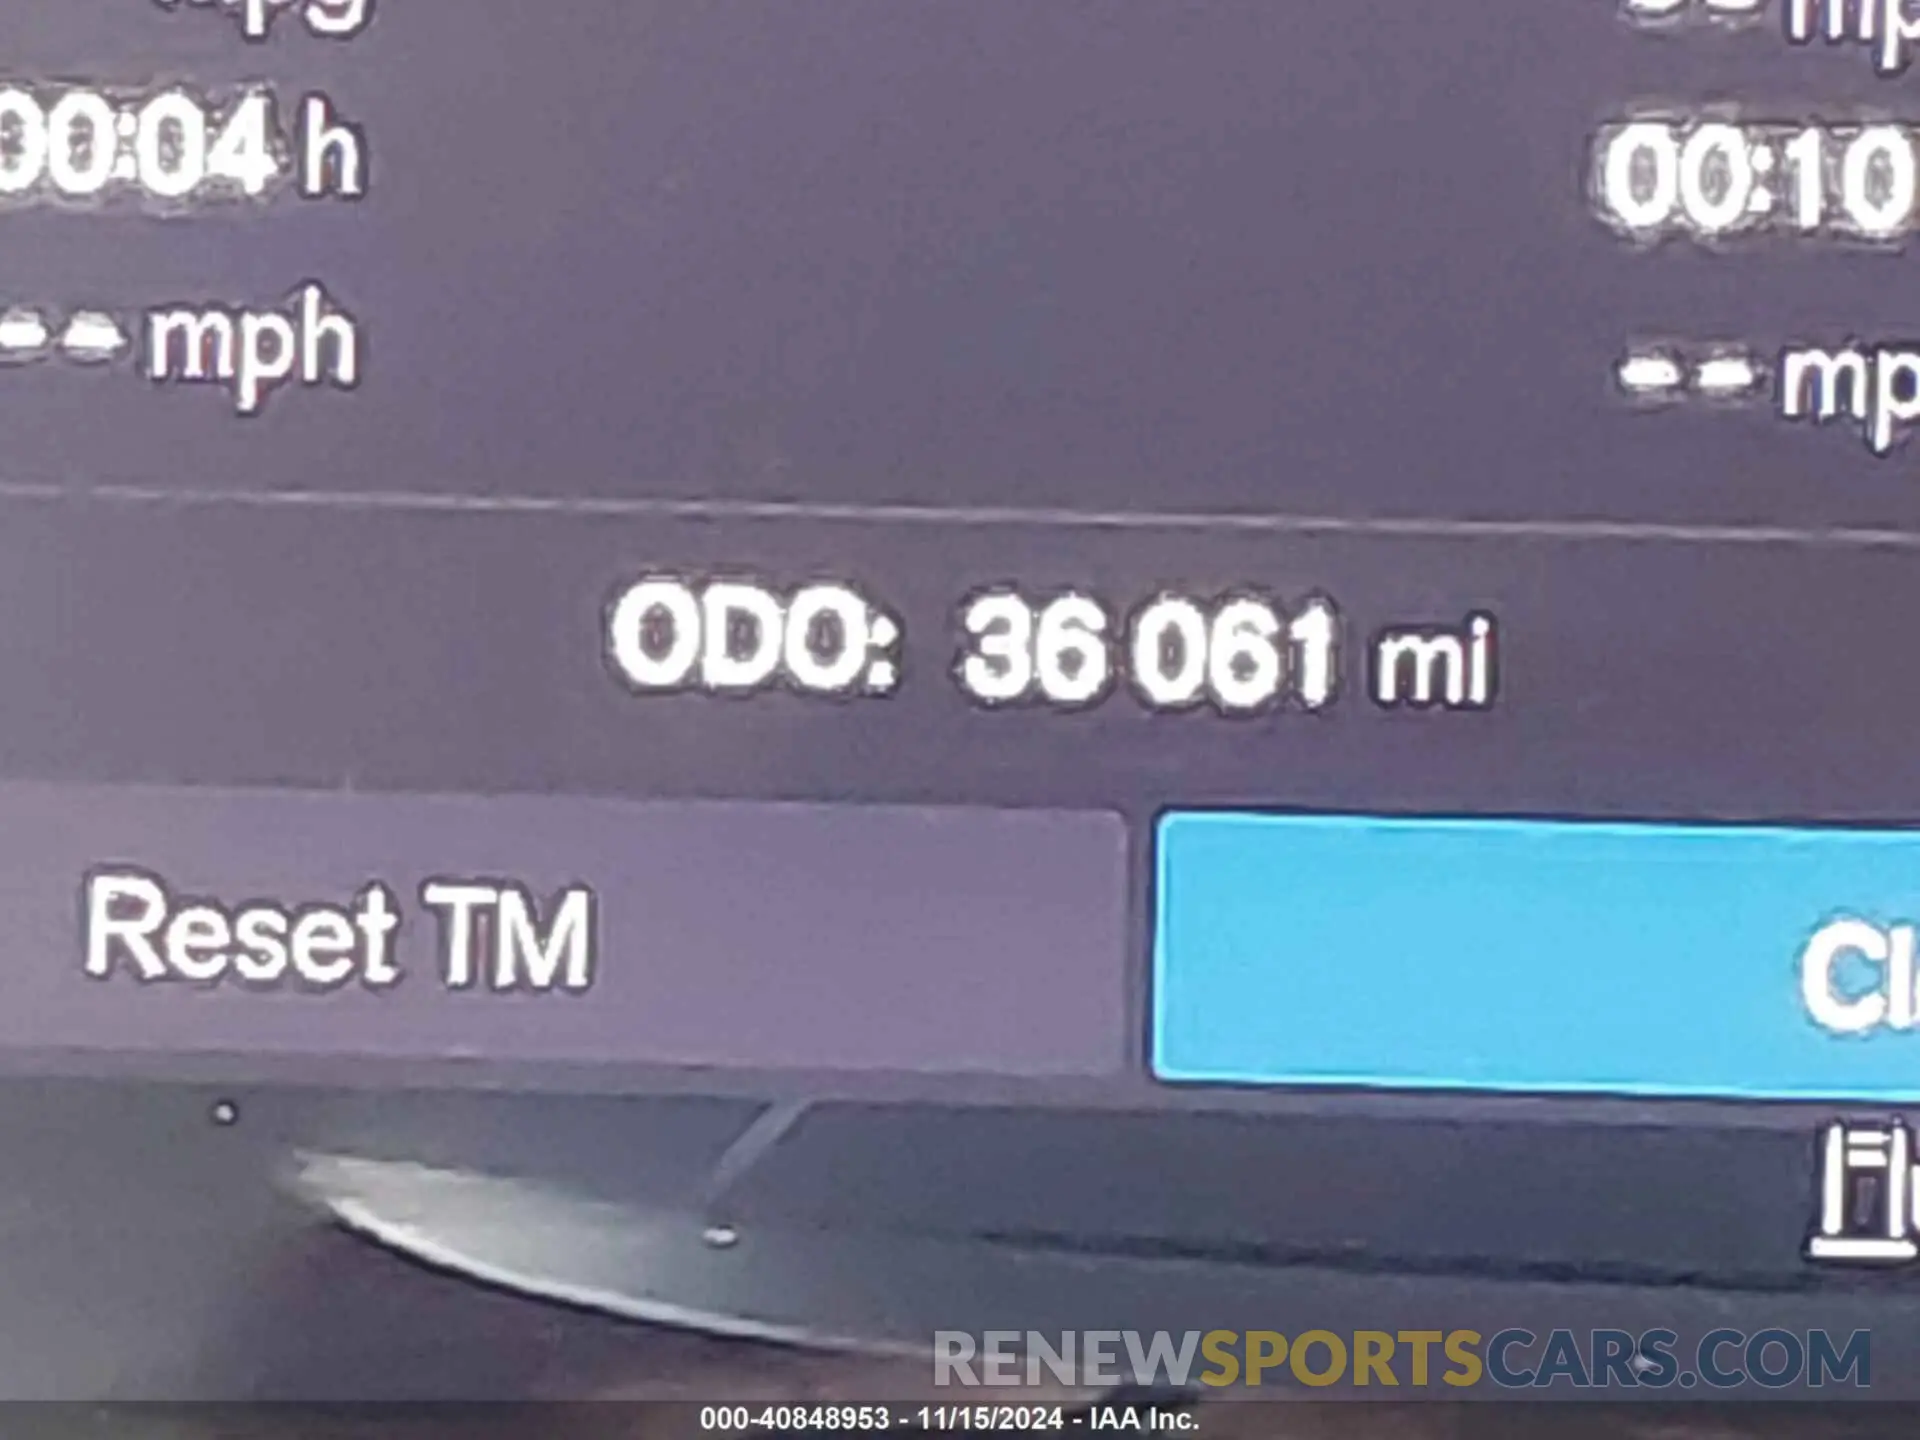 mpg
00:04 h
00:10
-- mph
-- mp
ODO: 36 061 mi
Reset TM
RENEWSPORTSCARS.COM
000-40848953 - 11/15/2024 - IAA Inc.